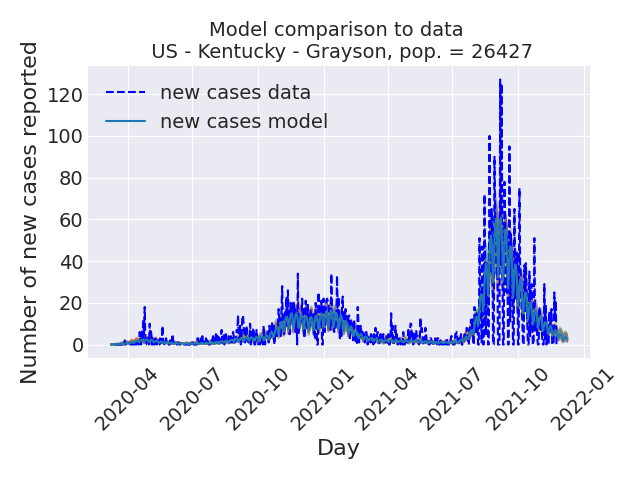 Model comparison to data
US - Kentucky - Grayson, pop. = 26427
Number of new cases reported
120
100
80
60
40
20
0
new cases data
new cases model
2020-04
2020-07
2020-10
2021-01
2021-04
2021-07
2021-10
2022-01
Day